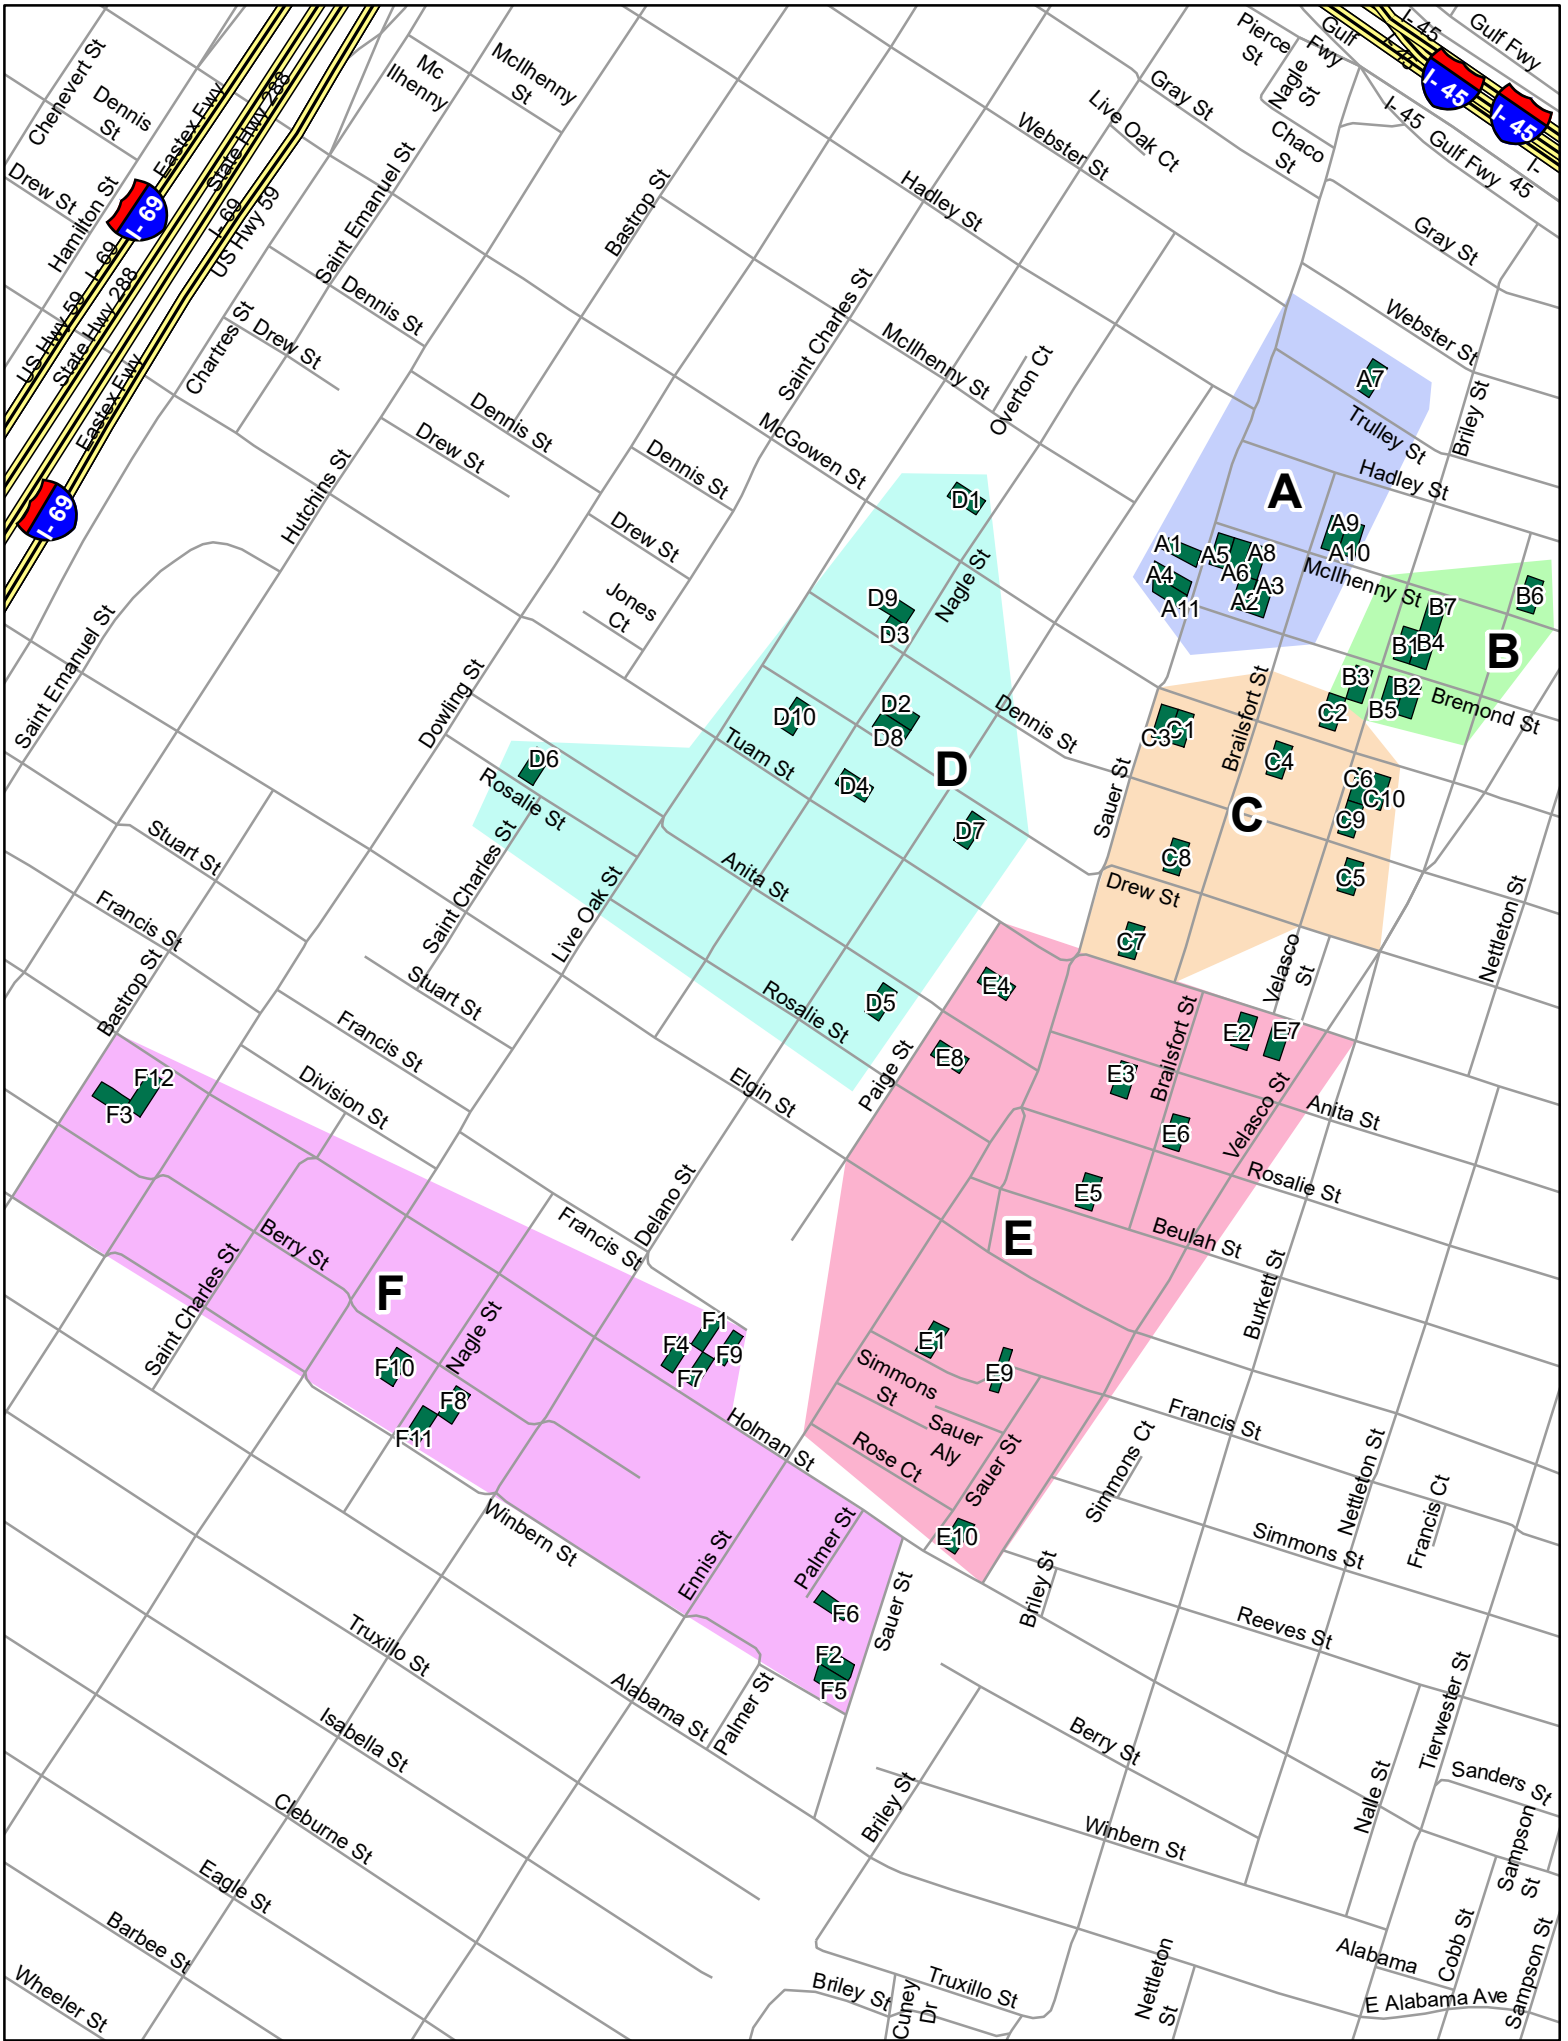 Chenevert St
Dennis
St
Drew St
Hamilton St
Eastex Fwy
State Hwy 288
I- 69
US Hwy 59
I- 69
I- 69
US Hwy 59
State Hwy 288
Eastex Fwy
I- 69
Mc
Ilhenny
McIlhenny
St
Saint Emanuel St
Dennis St
Chartres St
Drew St
Bastrop St
Hadley St
Webster St
Live Oak Ct
Gray St
Pierce
St
Nagle
St
Gulf
Fwy
I- 45
I- 45
Gulf Fwy
I- 45
I- 45
Chaco
St
I- 45
Gulf Fwy
I-
45
Gray St
Webster St
Saint Charles St
McIlhenny St
Overton Ct
McGowen St
Dennis St
Drew St
Dennis St
Drew St
Jones
Ct
Hutchins St
Saint Emanuel St
Dowling St
Trulley St
Briley St
Hadley St
A
A7
A9
A10
A1
A5
A8
A6
A4
A3
A2
A11
McIlhenny St
B
B6
B7
B1
B4
B3
B2
B5
Bremond St
D
D1
Nagle St
D9
D3
D2
D10
D8
D4
D6
D7
D5
Dennis St
Tuam St
Rosalie St
Anita St
Rosalie St
Brailsfort St
Sauer St
C
C2
C1
C3
C4
C6
C10
C9
C8
C5
C7
Drew St
Velasco
St
Nettleton St
Stuart St
Francis St
Bastrop St
Saint Charles St
Live Oak St
Stuart St
Francis St
Division St
Elgin St
Paige St
E
E4
E2
E7
E8
E3
E6
E5
E1
E9
E10
Brailsfort St
Velasco St
Anita St
Rosalie St
Beulah St
Burkett St
F
F12
F3
F1
F4
F9
F7
F10
F8
F11
F6
F2
F5
Delano St
Francis St
Berry St
Saint Charles St
Nagle St
Simmons
St
Sauer
Aly
Rose Ct
Sauer St
Holman St
Winbern St
Ennis St
Palmer St
Sauer St
Palmer St
Alabama St
Truxillo St
Isabella St
Cleburne St
Eagle St
Barbee St
Wheeler St
Francis St
Simmons Ct
Nettleton St
Francis Ct
Simmons St
Briley St
Reeves St
Tierwester St
Berry St
Briley St
Winbern St
Nalle St
Sanders St
Sampson
St
Alabama
Cobb St
Sampson St
E Alabama Ave
Nettleton
St
Truxillo St
Briley St
Cuney
Dr